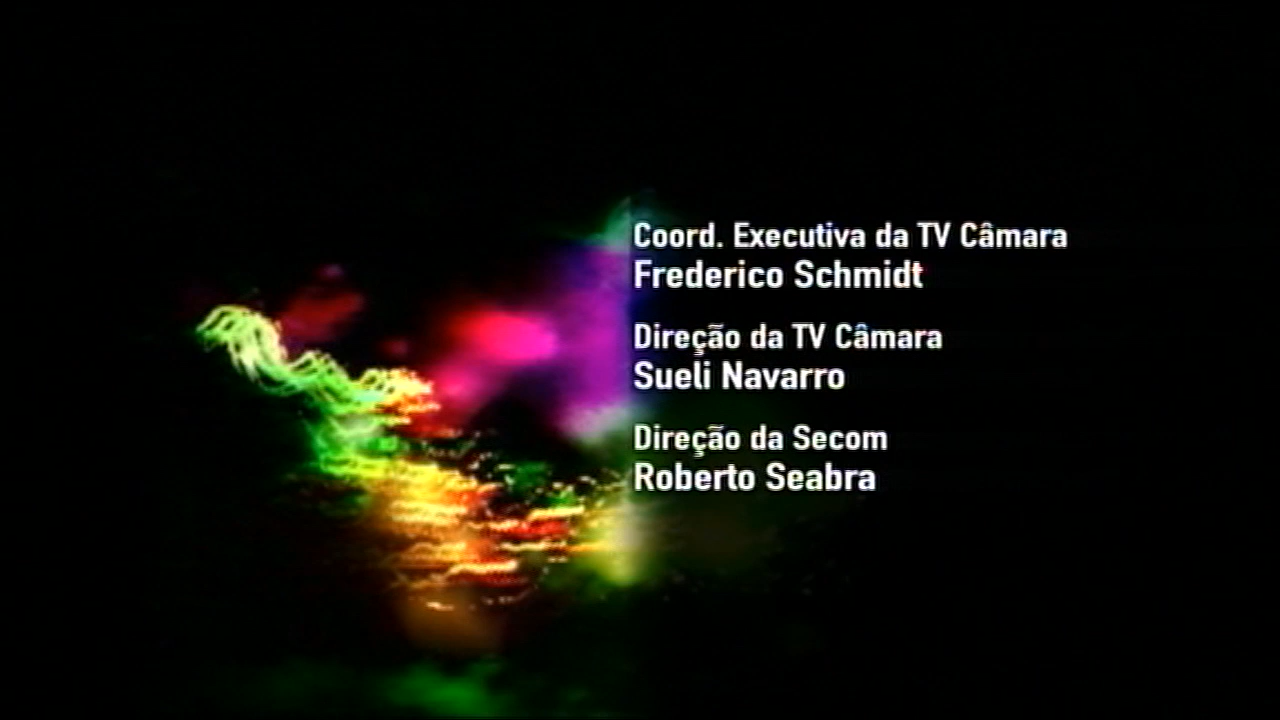 Coord. Executiva da TV Câmara
Frederico Schmidt
Direção da TV Câmara
Sueli Navarro
Direção da Secom
Roberto Seabra